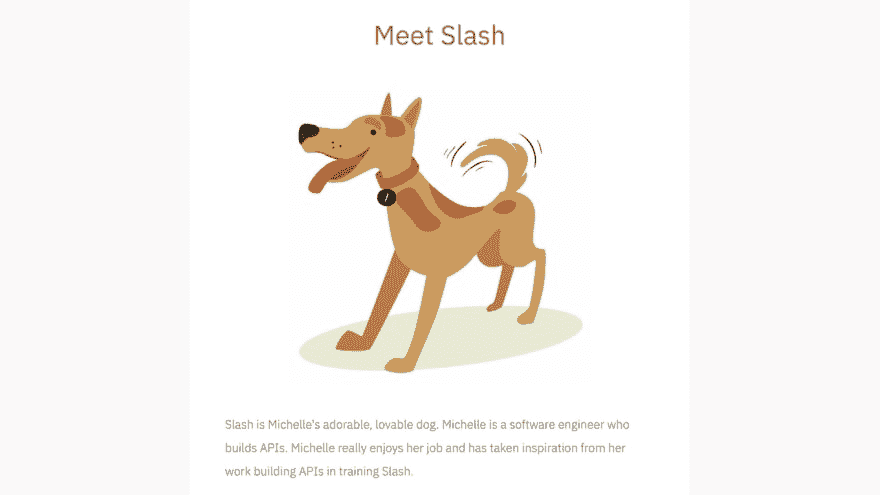 Meet Slash
/
Slash is Michelle's adorable, lovable dog. Michelle is a software engineer who
builds APIs. Michelle really enjoys her job and has taken inspiration from her
work building APIs in training Slash.